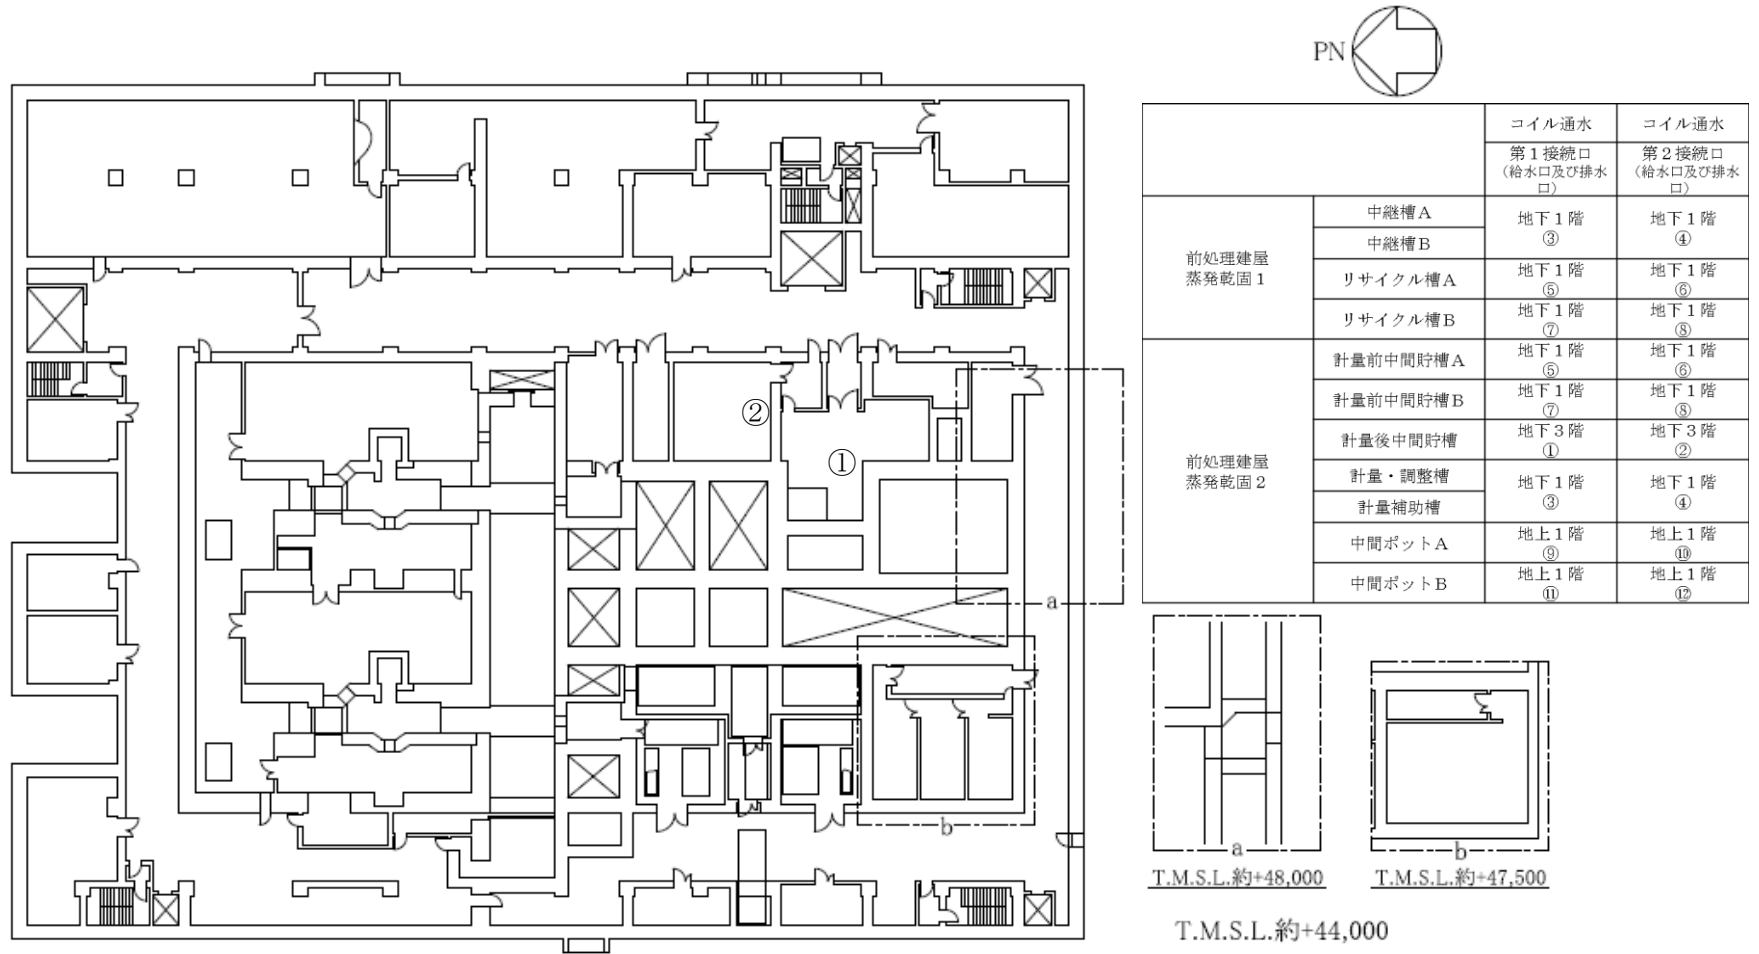 PN
コイル通水 コイル通水
第１接続口 第２接続口
（給水口及び排水 （給水口及び排水
口） 口）
前処理建屋
蒸発乾固１
中継槽Ａ
地下１階 地下１階
③ ④
中継槽Ｂ
リサイクル槽Ａ
地下１階 地下１階
⑤ ⑥
リサイクル槽Ｂ
地下１階 地下１階
⑦ ⑧
前処理建屋
蒸発乾固２
計量前中間貯槽Ａ
地下１階 地下１階
⑤ ⑥
計量前中間貯槽Ｂ
地下１階 地下１階
⑦ ⑧
計量後中間貯槽
地下３階 地下３階
① ②
計量・調整槽
地下１階 地下１階
③ ④
計量補助槽
中間ポットＡ
地上１階 地上１階
⑨ ⑩
中間ポットＢ
地上１階 地上１階
⑪ ⑫
②
①
a
b
a
T.M.S.L.約+48,000
b
T.M.S.L.約+47,500
T.M.S.L.約+44,000